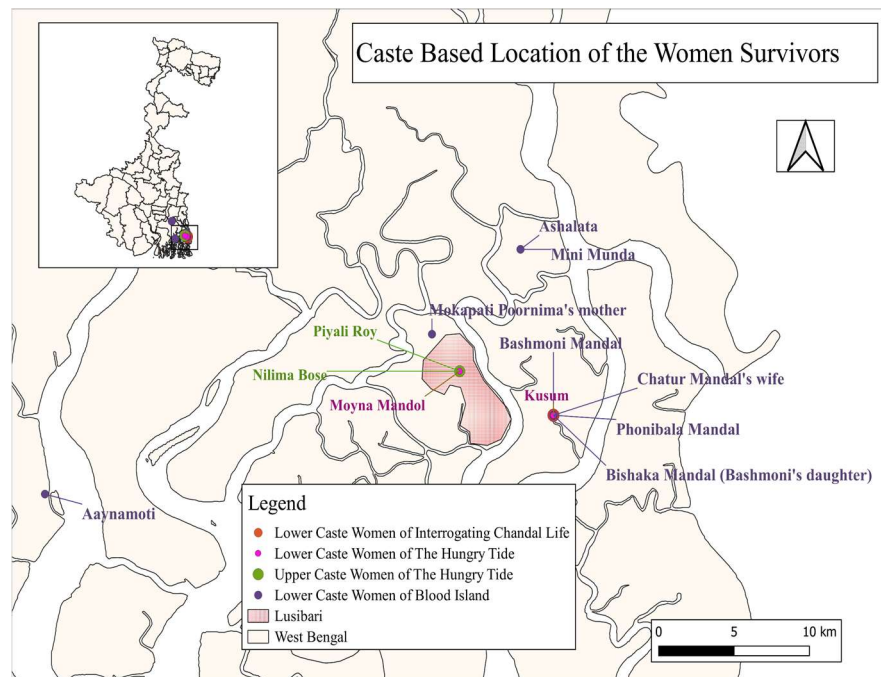 Caste Based Location of the Women Survivors
Ashalata
Mini Munda
Mokapati Poornima's mother
Piyali Roy
Bashmoni Mandal
Nilima Bose
Chatur Mandal's wife
Kusum
Moyna Mandol
Phonibala Mandal
Bishaka Mandal (Bashmoni's daughter)
Aaynamoti
Legend
Lower Caste Women of Interrogating Chandal Life
Lower Caste Women of The Hungry Tide
Upper Caste Women of The Hungry Tide
Lower Caste Women of Blood Island
Lusibari
West Bengal
0 5 10 km